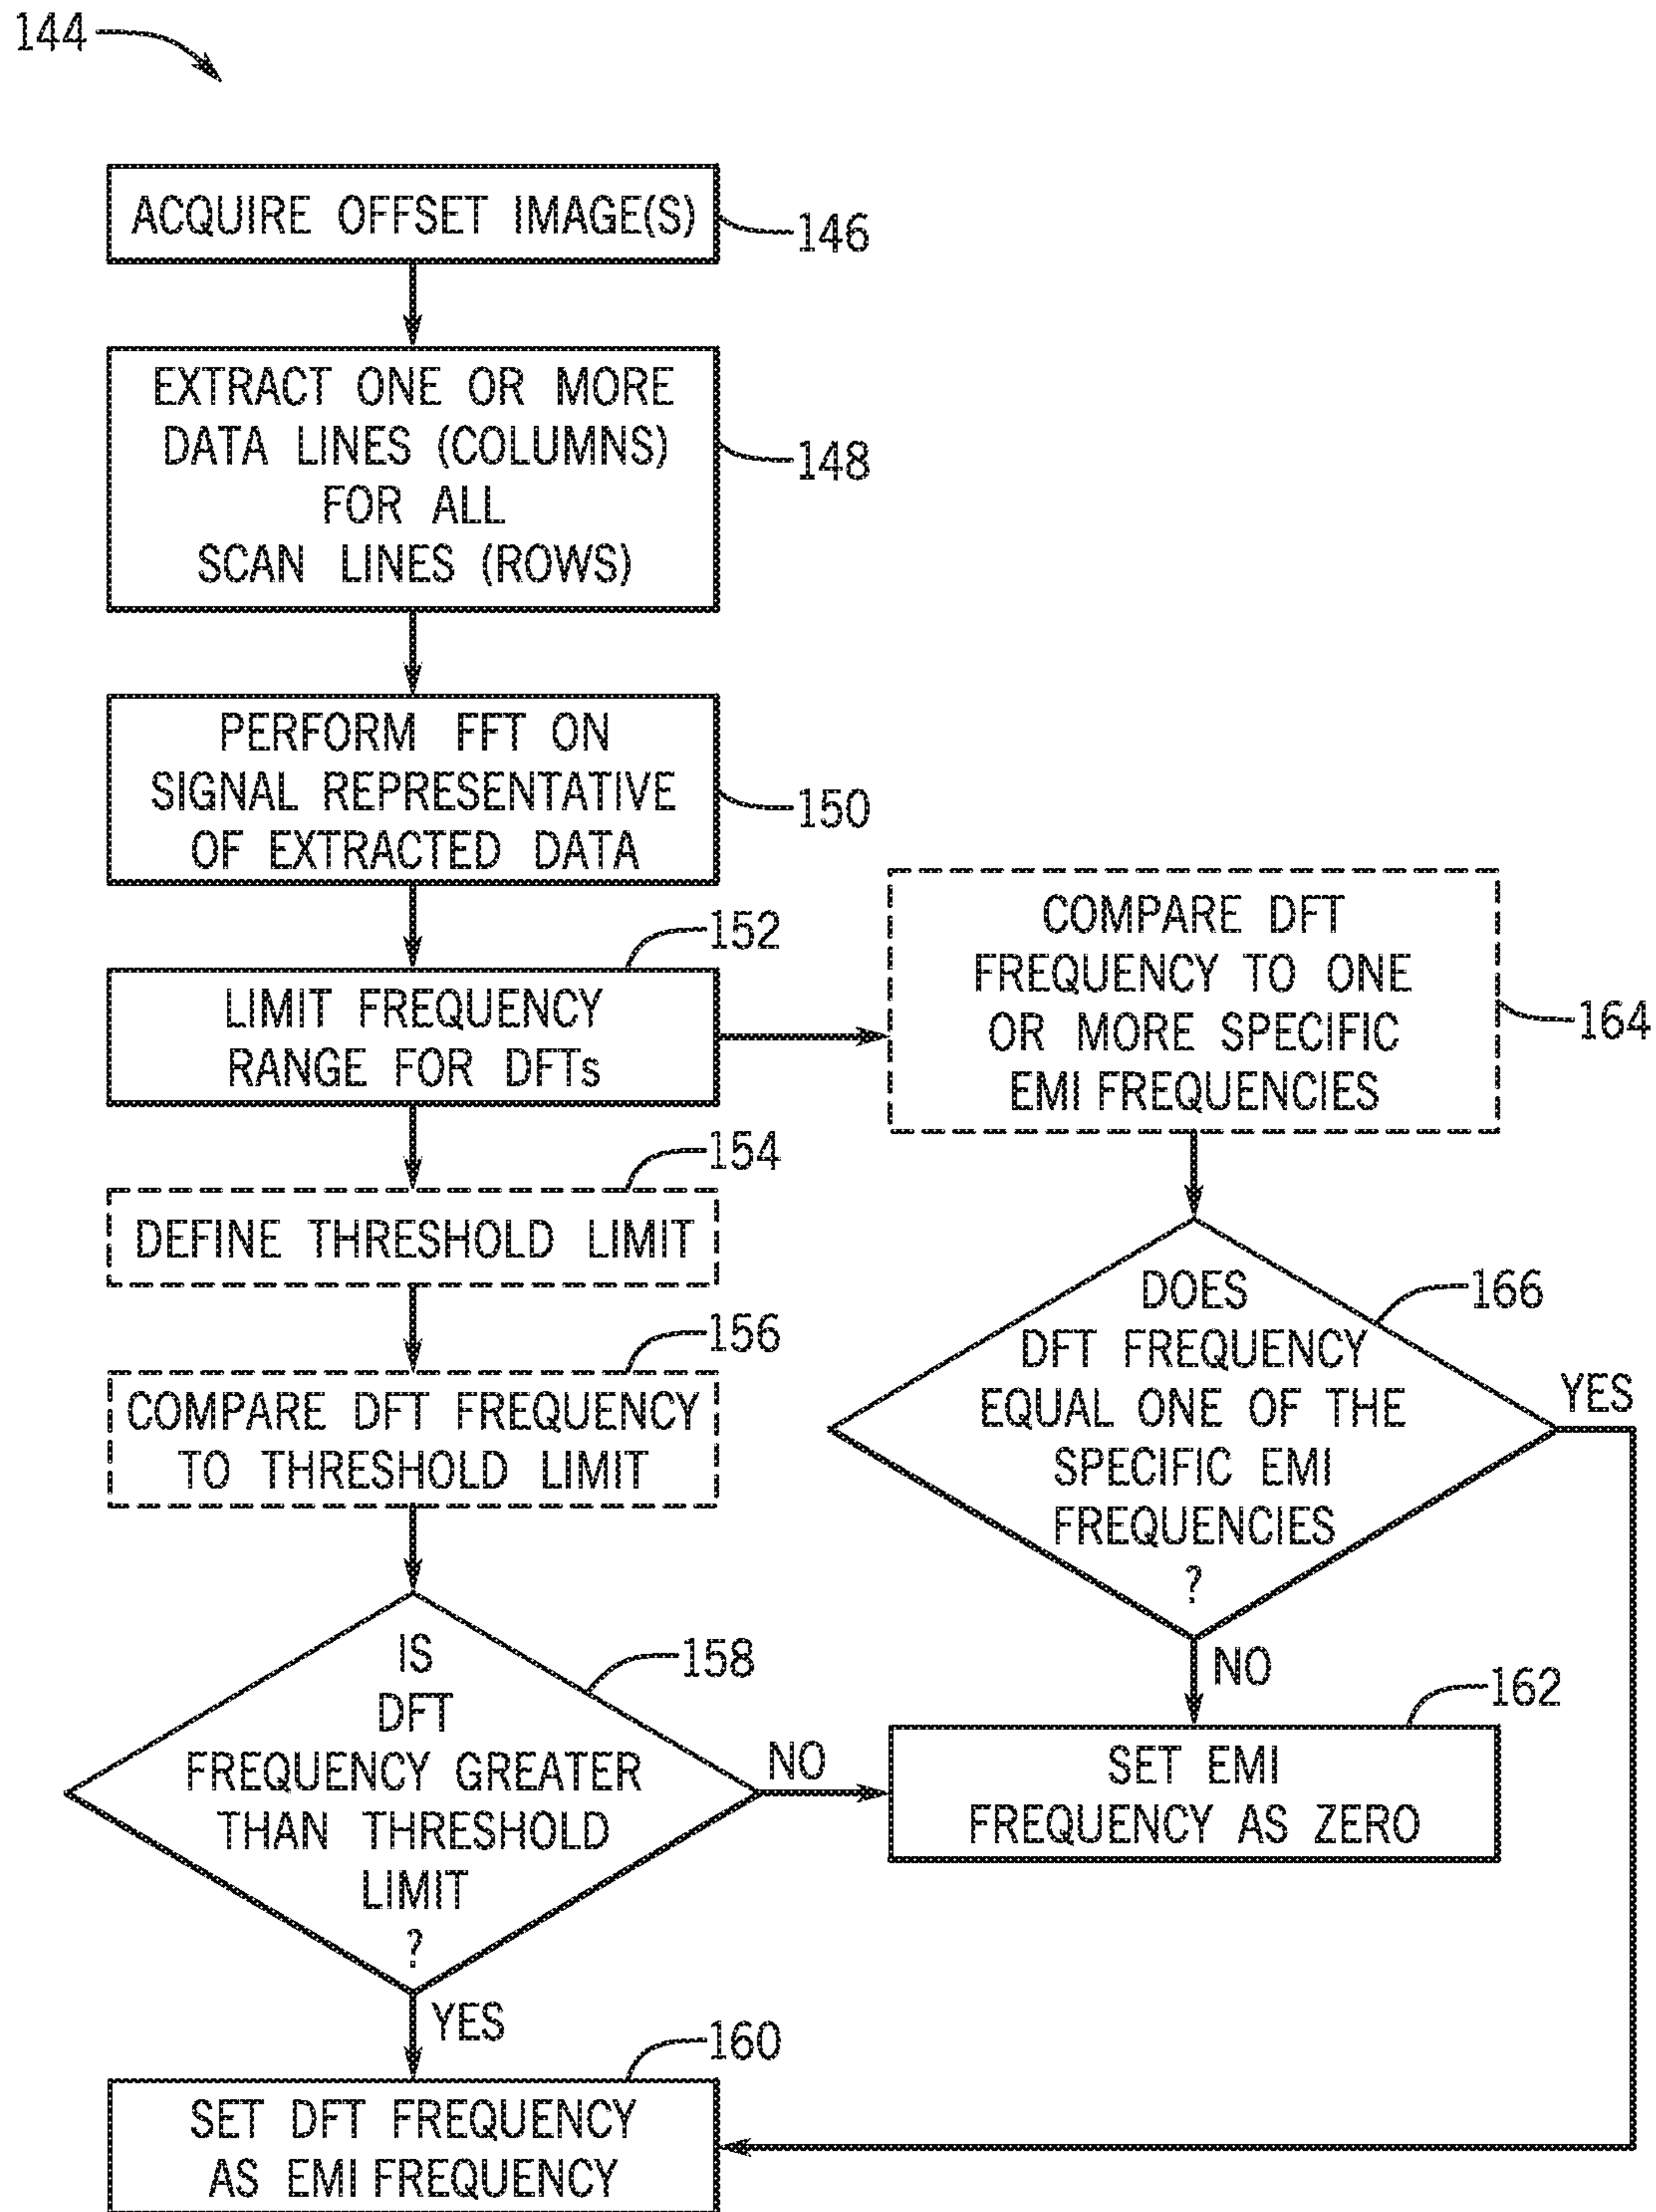 144
ACQUIRE OFFSET IMAGE(S)
146
EXTRACT ONE OR MORE
DATA LINES (COLUMNS)
FOR ALL
SCAN LINES (ROWS)
148
PERFORM FFT ON
SIGNAL REPRESENTATIVE
OF EXTRACTED DATA
150
152
LIMIT FREQUENCY
RANGE FOR DFTs
COMPARE DFT
FREQUENCY TO ONE
OR MORE SPECIFIC
EMI FREQUENCIES
164
154
DEFINE THRESHOLD LIMIT
156
COMPARE DFT FREQUENCY
TO THRESHOLD LIMIT
DOES
DFT FREQUENCY
EQUAL ONE OF THE
SPECIFIC EMI
FREQUENCIES
?
166
YES
NO
IS
DFT
FREQUENCY GREATER
THAN THRESHOLD
LIMIT
?
158
NO
162
SET EMI
FREQUENCY AS ZERO
YES
160
SET DFT FREQUENCY
AS EMI FREQUENCY